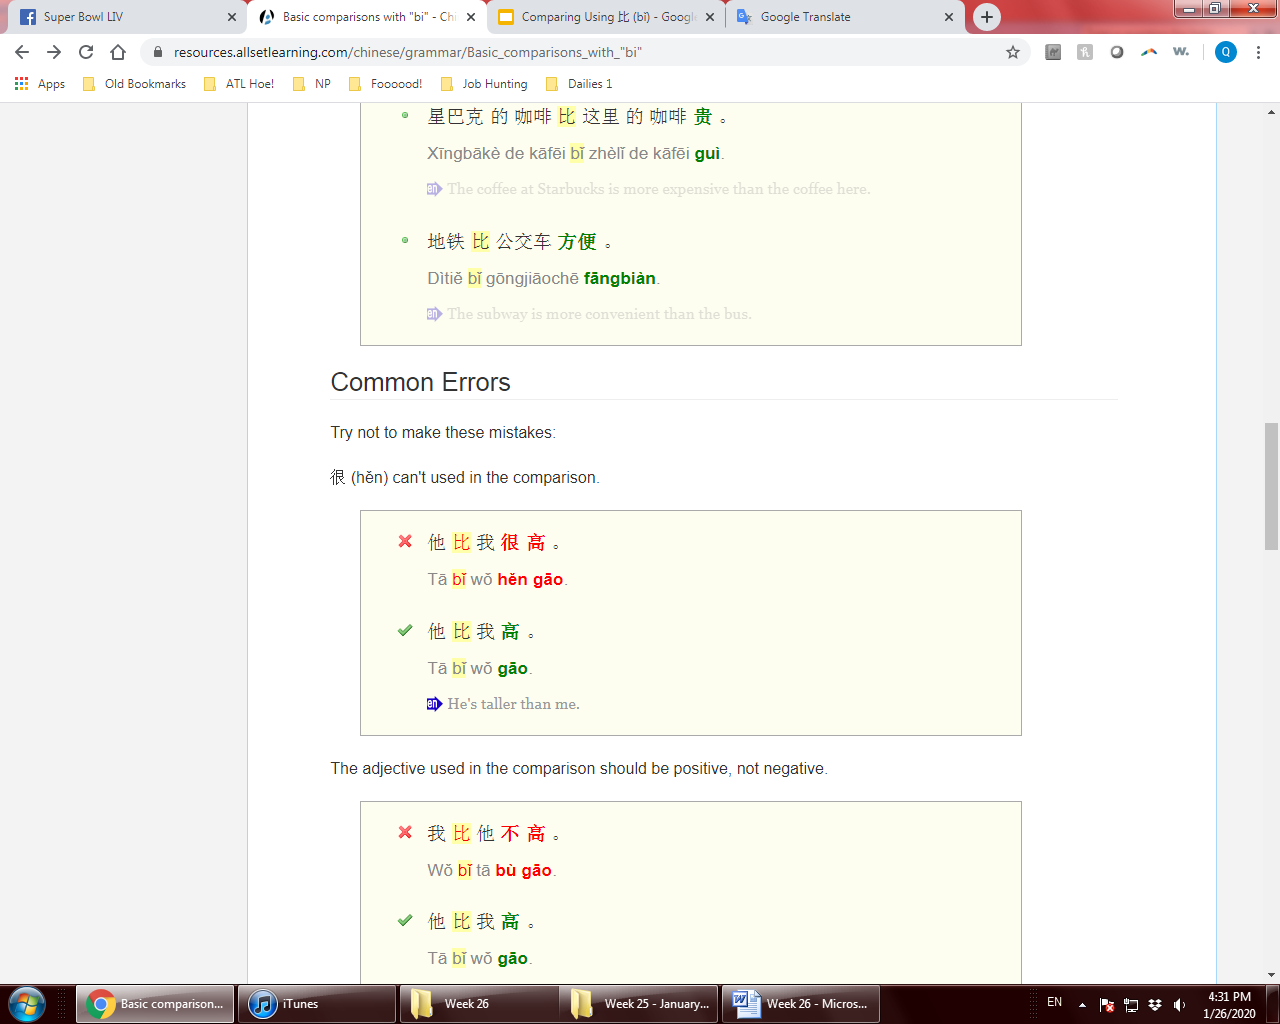 Super Bowl LIV
Basic comparisons with "bi" - Chi
Comparing Using 比 (bǐ) - Google
Google Translate
resources.allsetlearning.com/chinese/grammar/Basic_comparisons_with_"bi"
Q
Apps
Old Bookmarks
ATL Hoe!
NP
Foooood!
Job Hunting
Dailies 1
星巴克 的 咖啡 比 这里 的 咖啡 贵 。
Xīngbākè de kāfēi bǐ zhèlǐ de kāfēi guì.
en The coffee at Starbucks is more expensive than the coffee here.
地铁 比 公交车 方便 。
Dìtiě bǐ gōngjiāochē fāngbiàn.
en The subway is more convenient than the bus.
Common Errors
Try not to make these mistakes:
很 (hěn) can't used in the comparison.
他 比 我 很 高 。
Tā bǐ wǒ hěn gāo.
他 比 我 高 。
Tā bǐ wǒ gāo.
en He's taller than me.
The adjective used in the comparison should be positive, not negative.
我 比 他 不 高 。
Wǒ bǐ tā bù gāo.
他 比 我 高 。
Tā bǐ wǒ gāo.
Basic comparison...
iTunes
Week 26
Week 25 - January...
Week 26 - Micros...
EN
4:31 PM
1/26/2020